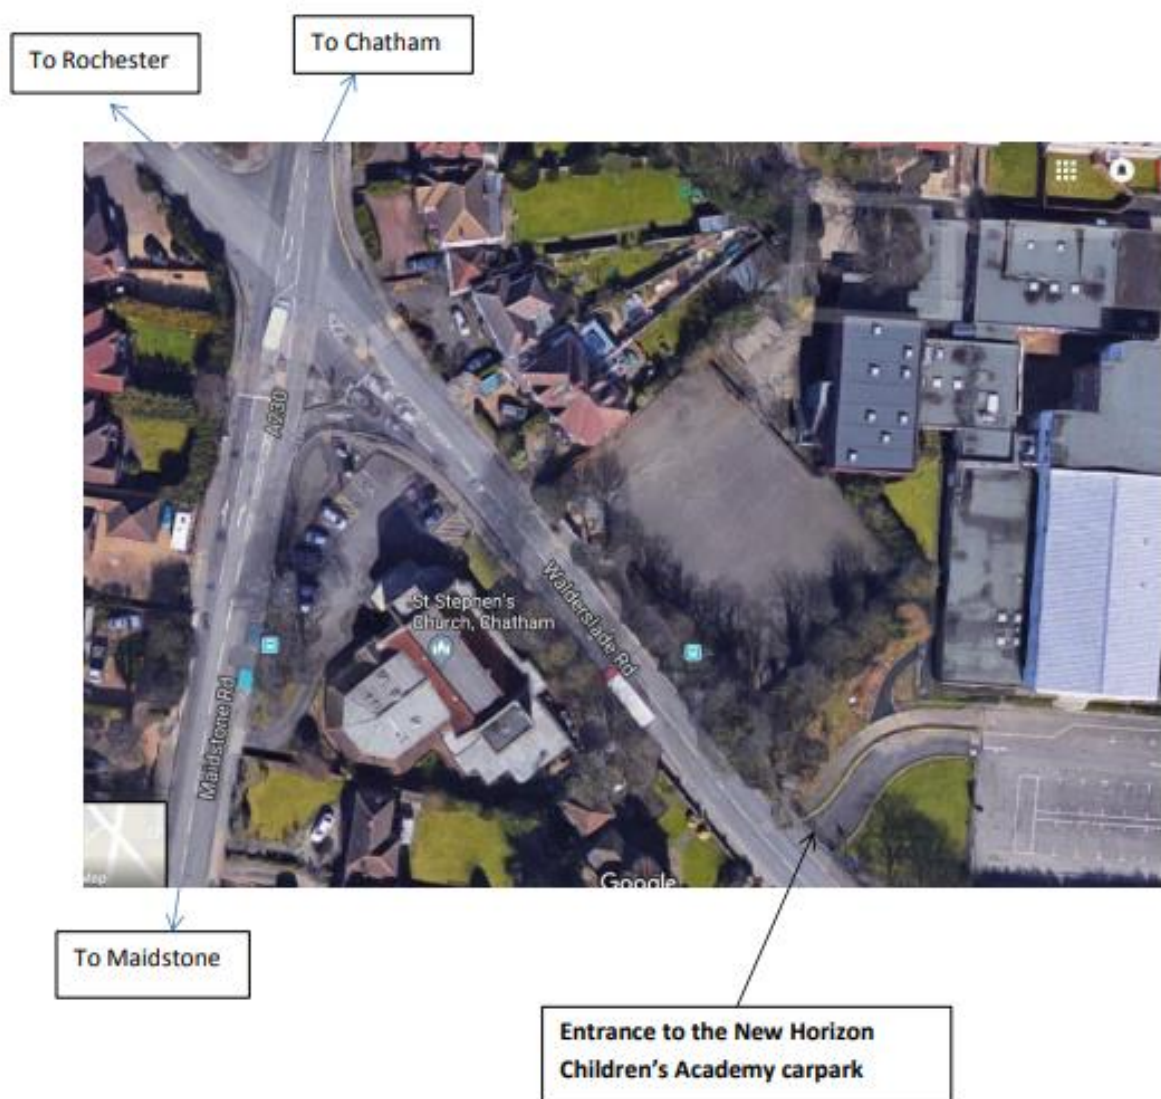 To Rochester
To Chatham
A230
Walderslade Rd
St Stephen's
Church, Chatham
Maidstone Rd
Google
To Maidstone
Entrance to the New Horizon
Children's Academy carpark